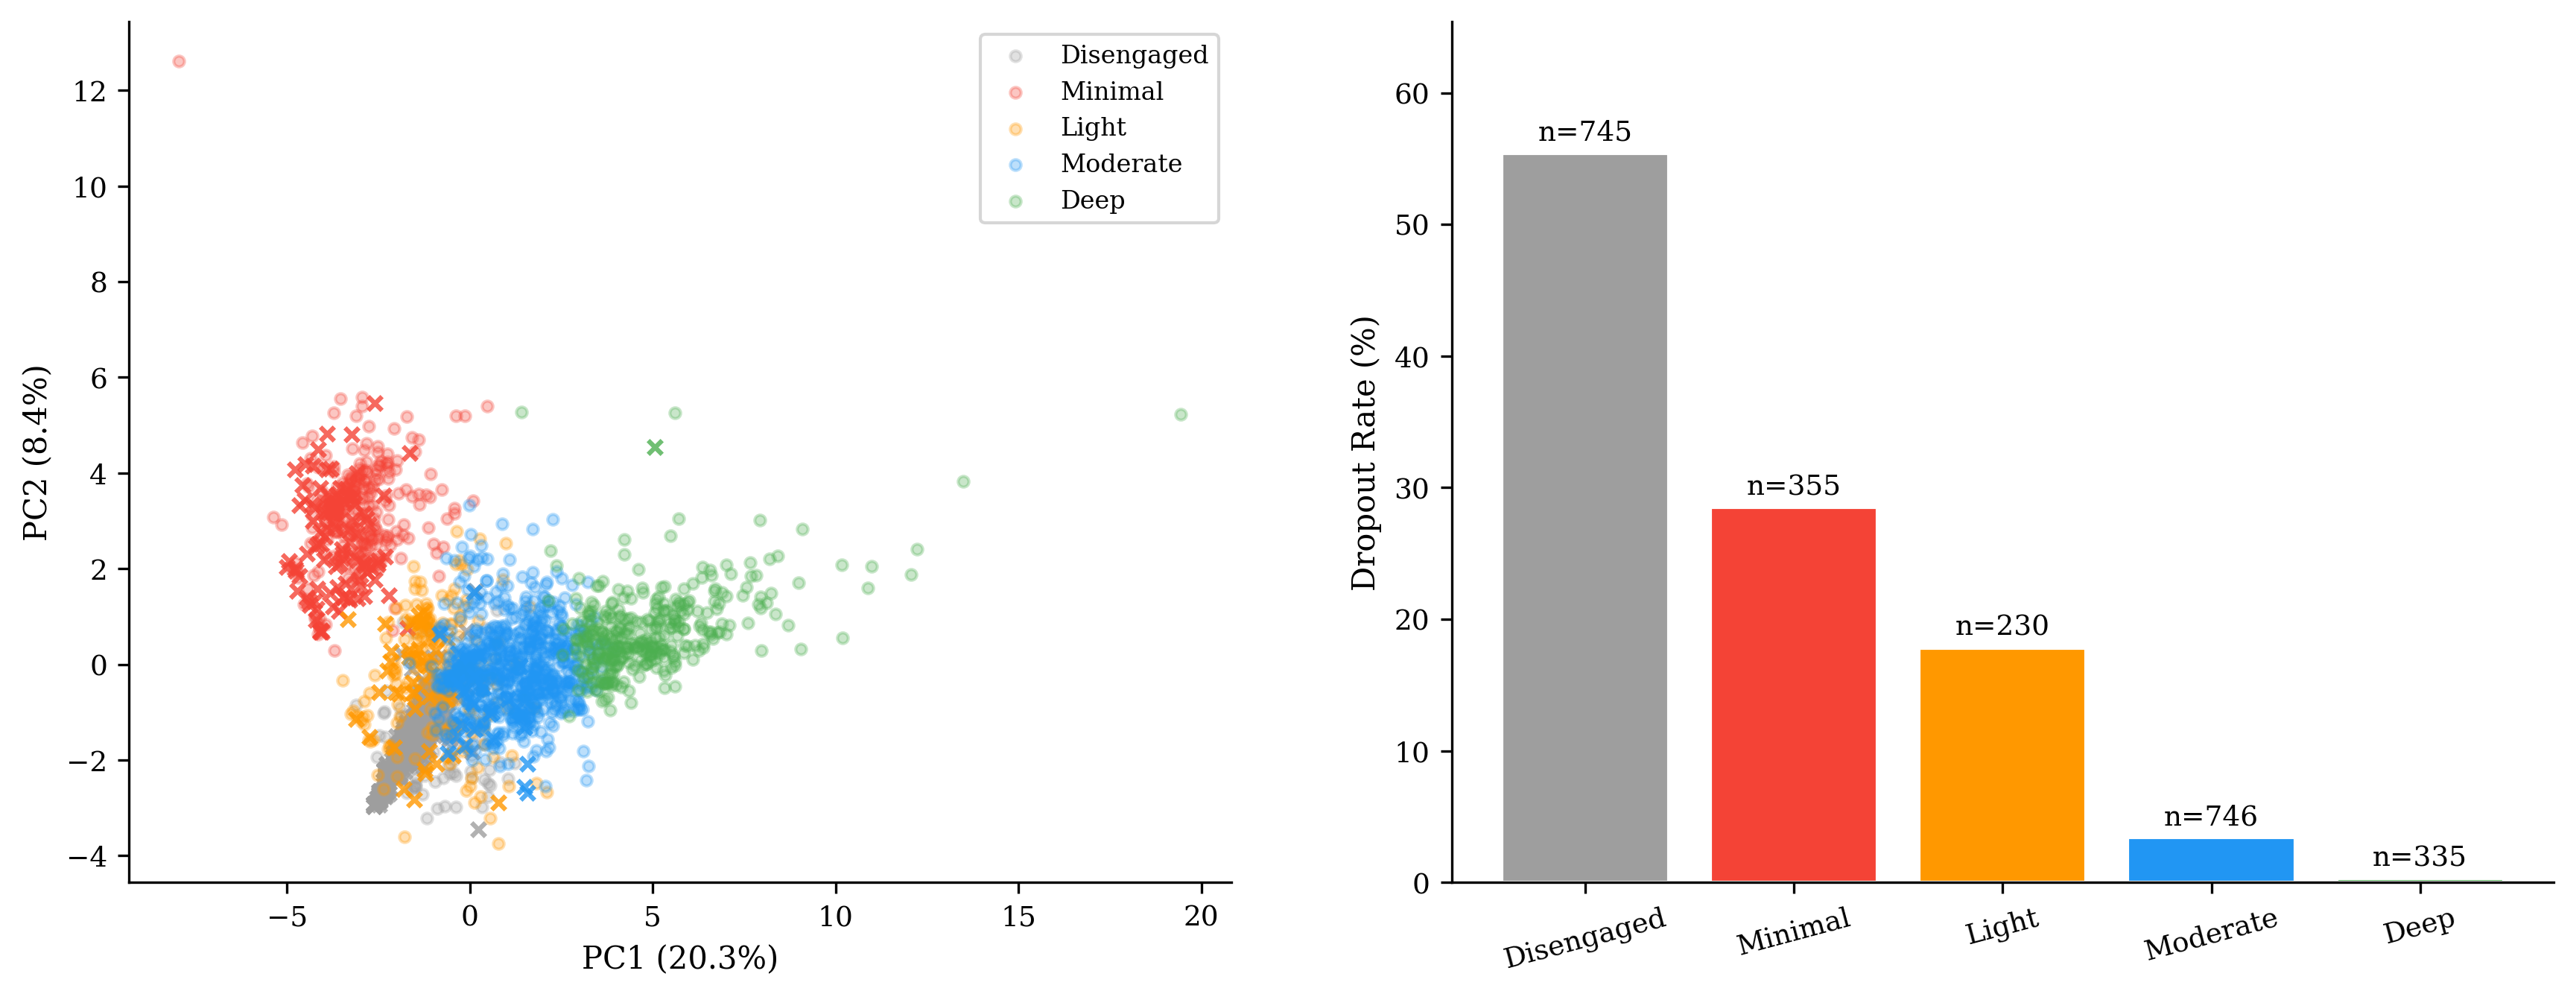 12
10
8
6
4
2
0
−2
−4
PC2 (8.4%)
−5
0
5
10
15
20
PC1 (20.3%)
Disengaged
Minimal
Light
Moderate
Deep
60
50
40
30
20
10
0
Dropout Rate (%)
n=745
n=355
n=230
n=746
n=335
Disengaged
Minimal
Light
Moderate
Deep